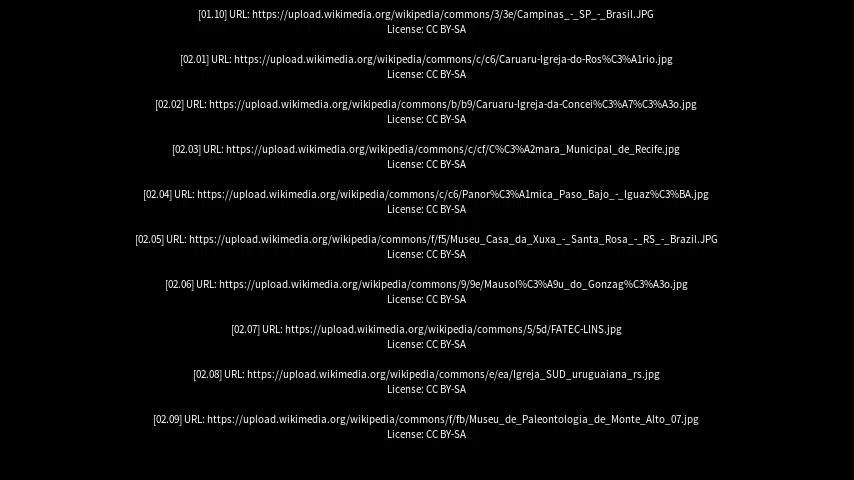 [01.10] URL: https://upload.wikimedia.org/wikipedia/commons/3/3e/Campinas_-_SP_-_Brasil.JPG
License: CC BY-SA
[02.01] URL: https://upload.wikimedia.org/wikipedia/commons/c/c6/Caruaru-Igreja-do-Ros%C3%A1rio.jpg
License: CC BY-SA
[02.02] URL: https://upload.wikimedia.org/wikipedia/commons/b/b9/Caruaru-Igreja-da-Concei%C3%A7%C3%A3o.jpg
License: CC BY-SA
[02.03] URL: https://upload.wikimedia.org/wikipedia/commons/c/cf/C%C3%A2mara_Municipal_de_Recife.jpg
License: CC BY-SA
[02.04] URL: https://upload.wikimedia.org/wikipedia/commons/c/c6/Panor%C3%A1mica_Paso_Bajo_-_Iguaz%C3%BA.jpg
License: CC BY-SA
[02.05] URL: https://upload.wikimedia.org/wikipedia/commons/f/f5/Museu_Casa_da_Xuxa_-_Santa_Rosa_-_RS_-_Brazil.JPG
License: CC BY-SA
[02.06] URL: https://upload.wikimedia.org/wikipedia/commons/9/9e/Mausol%C3%A9u_do_Gonzag%C3%A3o.jpg
License: CC BY-SA
[02.07] URL: https://upload.wikimedia.org/wikipedia/commons/5/5d/FATEC-LINS.jpg
License: CC BY-SA
[02.08] URL: https://upload.wikimedia.org/wikipedia/commons/e/ea/Igreja_SUD_uruguaiana_rs.jpg
License: CC BY-SA
[02.09] URL: https://upload.wikimedia.org/wikipedia/commons/f/fb/Museu_de_Paleontologia_de_Monte_Alto_07.jpg
License: CC BY-SA